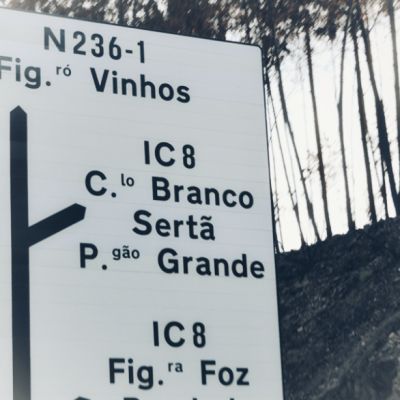 N236-1
Fig.ró Vinhos
IC8
C.lo Branco
Sertã
P.gão Grande
IC8
Fig.ra Foz